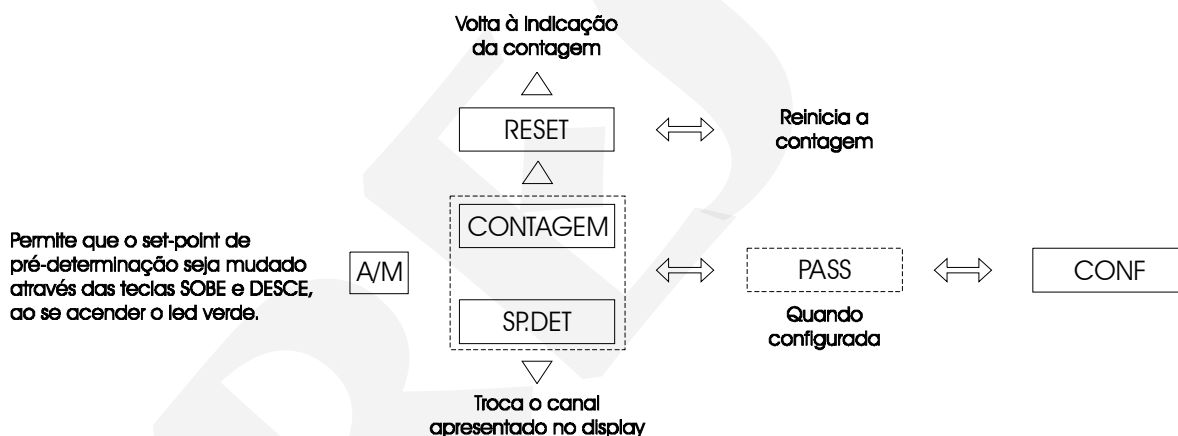 Volta à indicação
da contagem
RESET
Reinicia a
contagem
CONTAGEM
Permite que o set-point de
pré-determinação seja mudado
através das teclas SOBE e DESCE,
ao se acender o led verde.
A/M
PASS
CONF
SP.DET
Quando
configurada
Troca o canal
apresentado no display